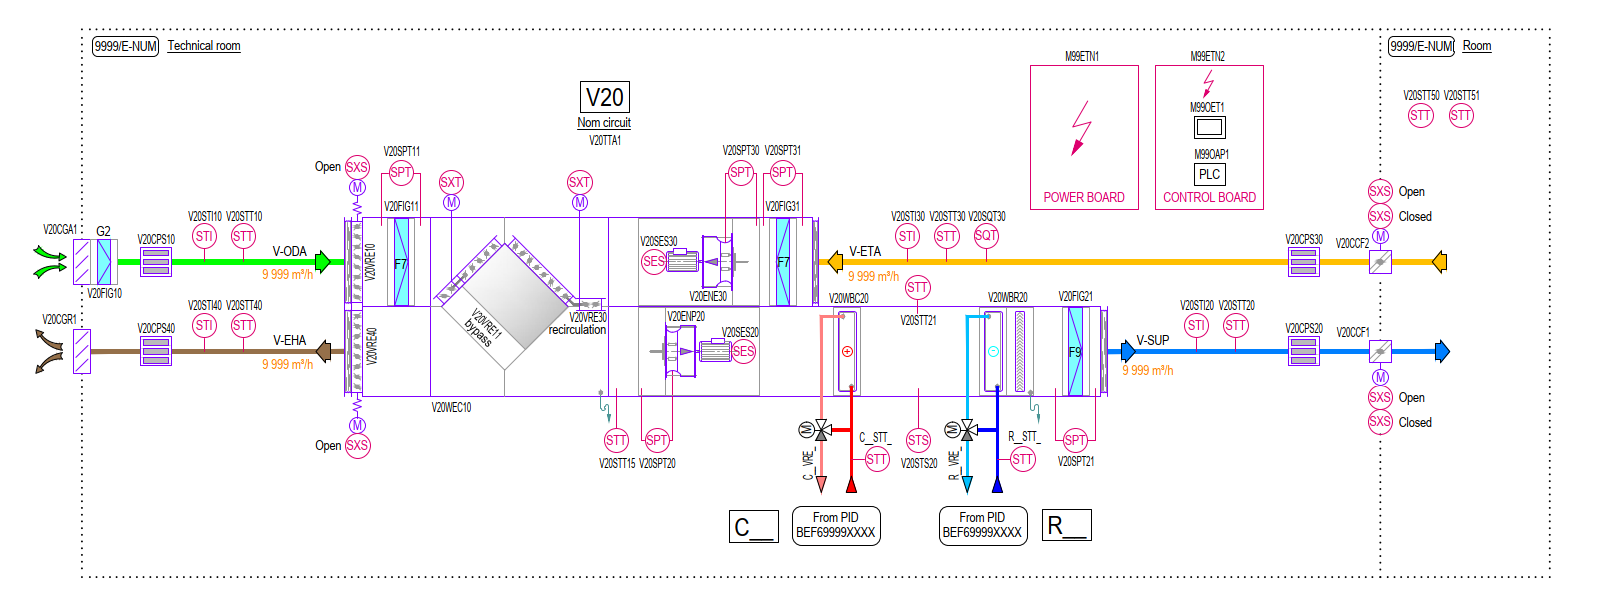 9999/E-NUM Technical room
9999/E-NUM Room
M99ETN1
M99ETN2
V20
Nom circuit
V20TTA1
M99OET1
M99OAP1
PLC
POWER BOARD
CONTROL BOARD
V20STT50 V20STT51
STT STT
V20SPT11
Open SXS
SPT
M
SXT
M
SXT
M
V20SPT30 V20SPT31
SPT SPT
SXS Open
SXS Closed
M
V20CGA1
G2
V20CPS10
V20STI10 V20STT10
STI STT
V-ODA
9 999 m³/h
V20FIG10
V20VRE10
V20FIG11
F7
V20SES30
SES
V20ENE30
V20FIG31
F7
V20STI30 V20STT30 V20SQT30
STI STT SQT
V-ETA
9 999 m³/h
V20CPS30
V20CCF2
STT
V20STT21
V20CGR1
V20CPS40
V20STI40 V20STT40
STI STT
V-EHA
9 999 m³/h
V20VRE40
V20VRE11
bypass
V20VRE30
recirculation
V20ENP20
V20SES20
SES
V20WBC20
V20WBR20
V20FIG21
F9
V-SUP
9 999 m³/h
V20STI20 V20STT20
STI STT
V20CPS20
V20CCF1
M
SXS Open
SXS Closed
V20WEC10
M
Open SXS
STT
V20STT15
SPT
V20SPT20
M
C__VRE_
C__STT_
STT
STS
V20STS20
M
R__VRE_
R__STT_
STT
SPT
V20SPT21
C__
From PID
BEF69999XXXX
From PID
BEF69999XXXX
R__